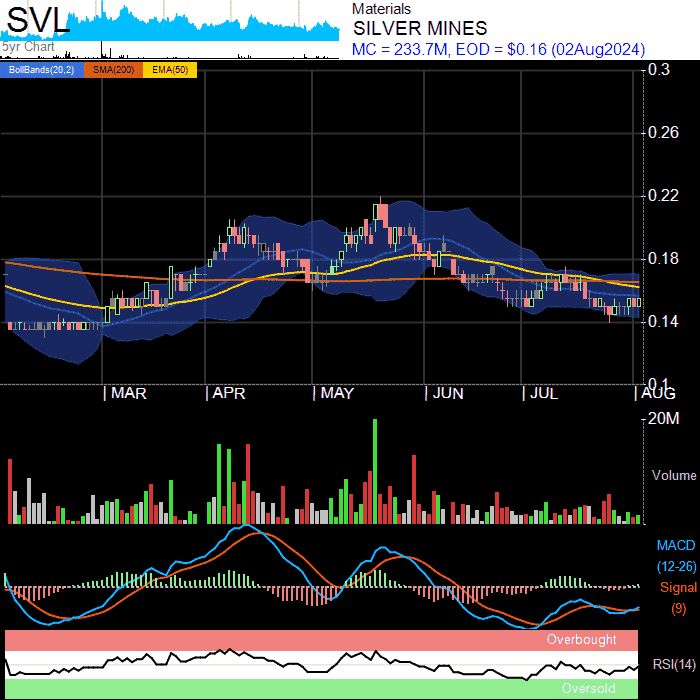 SVL
5yr Chart
Materials
SILVER MINES
MC = 233.7M, EOD = $0.16 (02Aug2024)
BollBands(20,2) SMA(200) EMA(50)
0.3
0.26
0.22
0.18
0.14
0.1
MAR APR MAY JUN JUL AUG
20M
Volume
MACD
(12-26)
Signal
(9)
Overbought
RSI(14)
Oversold